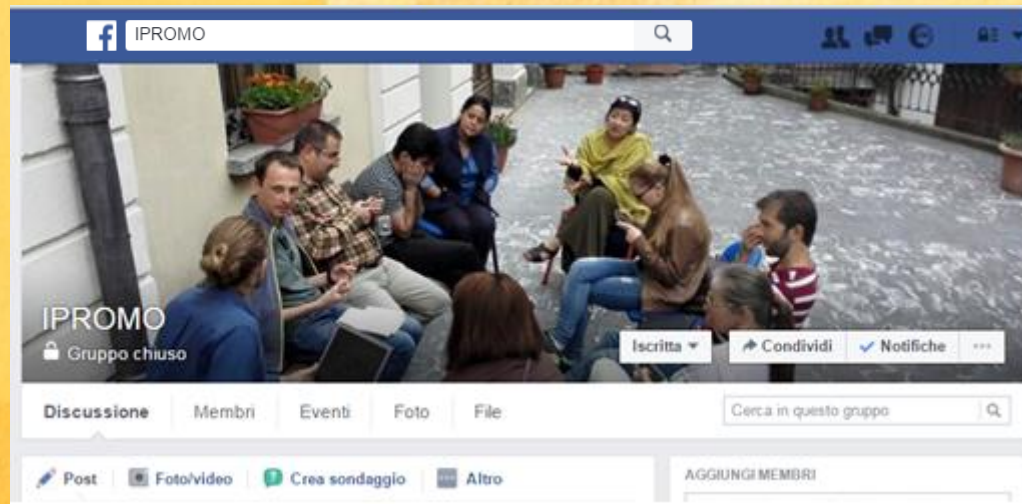 f IPROMO
IPROMO
Gruppo chiuso
Iscritta Condividi Notifiche
Discussione Membri Eventi Foto File Cerca in questo gruppo
Post Foto/video Crea sondaggio Altro AGGIUNGI MEMBRI